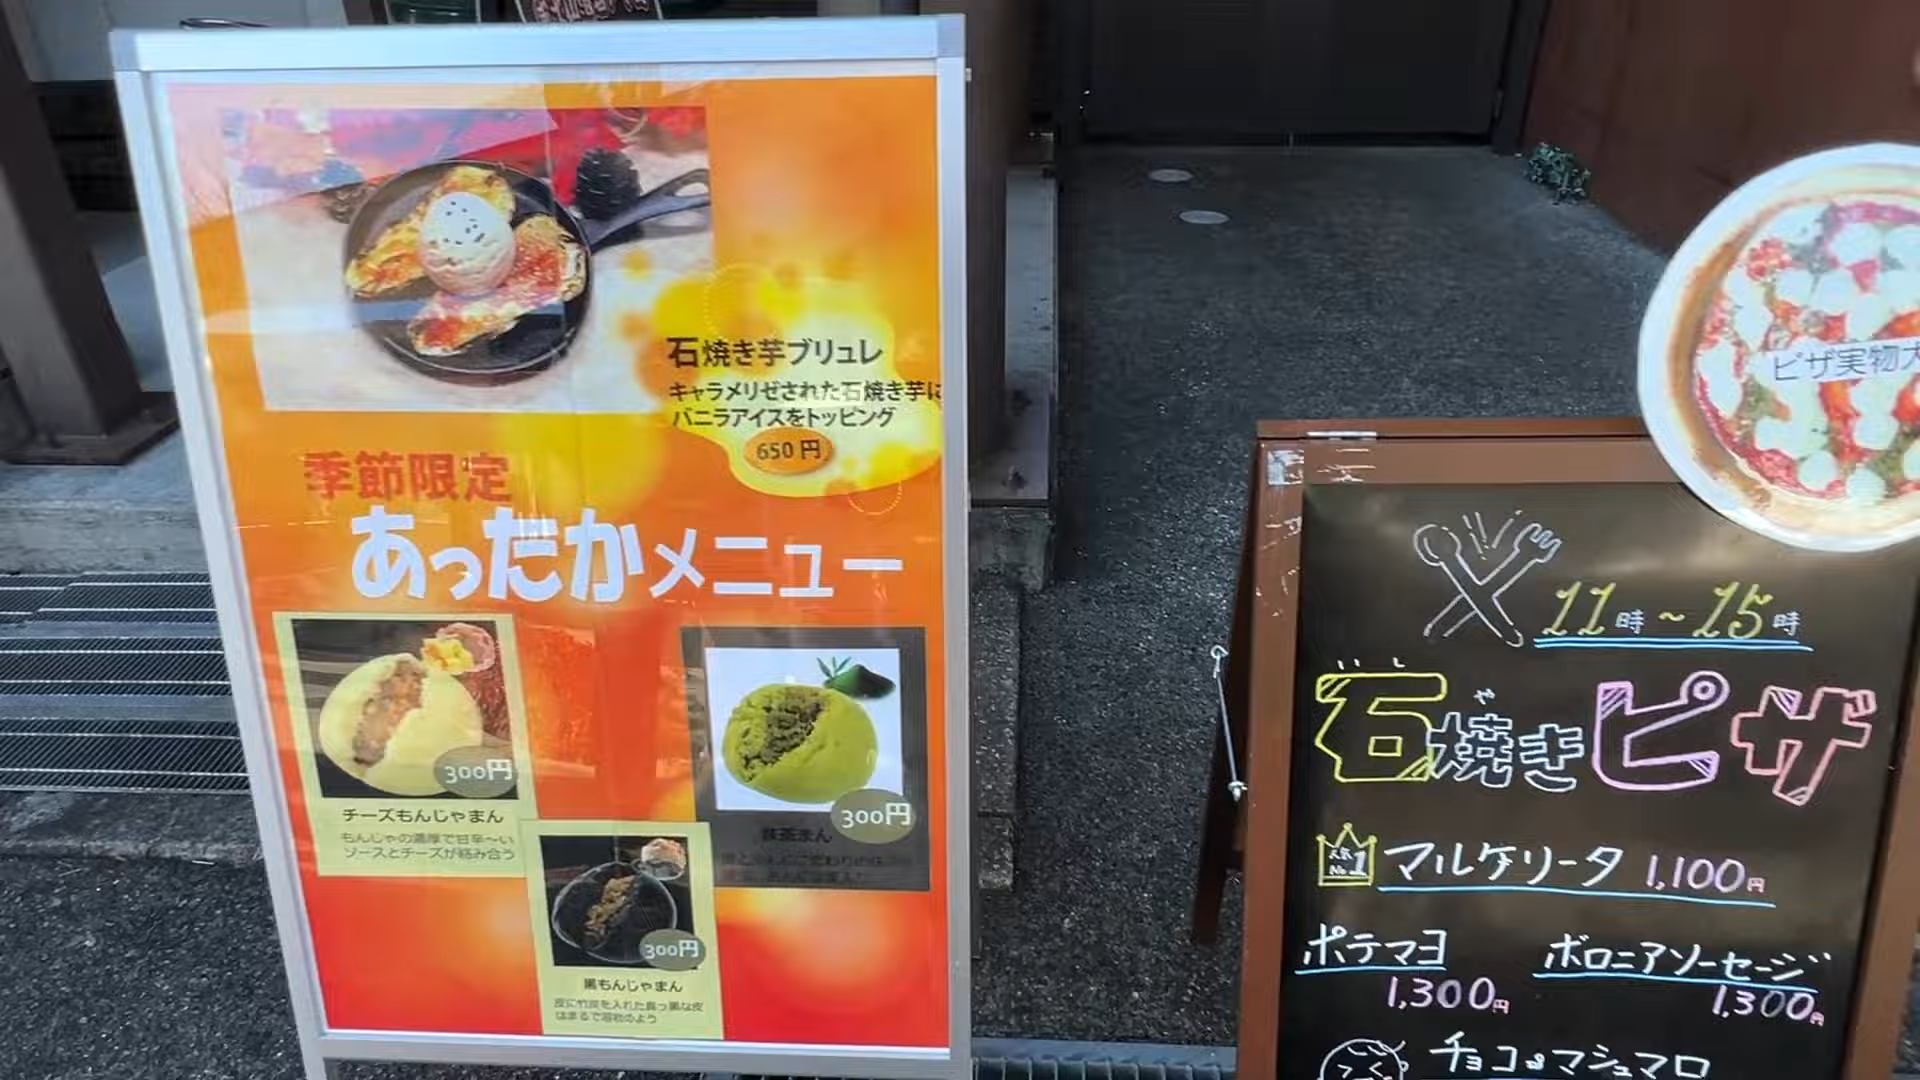 石焼き芋ブリュレ
キャラメリゼされた石焼き芋に
バニラアイスをトッピング
650円
季節限定
あったかメニュー
300円
チーズもんじゃまん
もんじゃの濃厚で甘辛〜い
ソースとチーズが絡み合う
300円
抹茶まん
300円
黒もんじゃまん
皮に竹炭を入れた真っ黒な皮
はまるで溶岩のよう
ピザ実物大
11時~15時
いし
石焼きピザ
や
人気
No.1
マルゲリータ 1,100円
ポテマヨ
1,300円
ボロニアソーセージ
1,300円
チョコ&マシュマロ